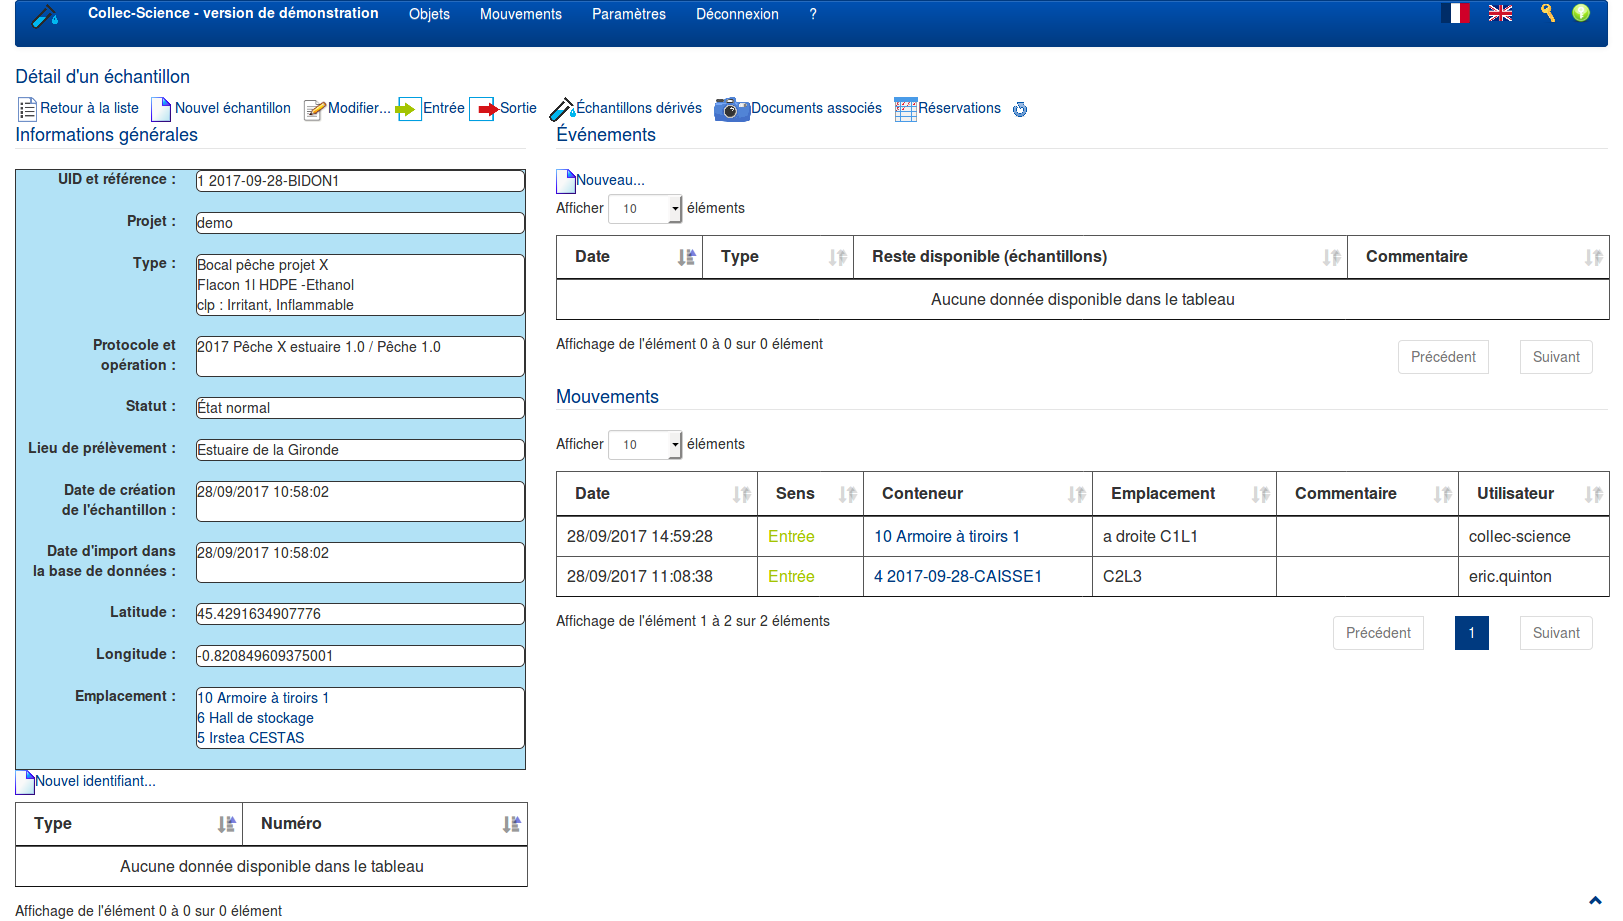 Collec-Science - version de démonstration Objets Mouvements Paramètres Déconnexion ?
Détail d'un échantillon
Retour à la liste Nouvel échantillon Modifier... Entrée Sortie Échantillons dérivés Documents associés Réservations
Informations générales
UID et référence : 1 2017-09-28-BIDON1
Projet : demo
Type : Bocal pêche projet X
Flacon 1l HDPE -Ethanol
clp : Irritant, Inflammable
Protocole et opération : 2017 Pêche X estuaire 1.0 / Pêche 1.0
Statut : État normal
Lieu de prélèvement : Estuaire de la Gironde
Date de création de l'échantillon : 28/09/2017 10:58:02
Date d'import dans la base de données : 28/09/2017 10:58:02
Latitude : 45.4291634907776
Longitude : -0.820849609375001
Emplacement : 10 Armoire à tiroirs 1
6 Hall de stockage
5 Irstea CESTAS
Nouvel identifiant...
Type Numéro
Aucune donnée disponible dans le tableau
Affichage de l'élément 0 à 0 sur 0 élément
Événements
Nouveau...
Afficher 10 éléments
Date Type Reste disponible (échantillons) Commentaire
Aucune donnée disponible dans le tableau
Affichage de l'élément 0 à 0 sur 0 élément
Précédent Suivant
Mouvements
Afficher 10 éléments
Date Sens Conteneur Emplacement Commentaire Utilisateur
28/09/2017 14:59:28 Entrée 10 Armoire à tiroirs 1 a droite C1L1 collec-science
28/09/2017 11:08:38 Entrée 4 2017-09-28-CAISSE1 C2L3 eric.quinton
Affichage de l'élément 1 à 2 sur 2 éléments
Précédent 1 Suivant